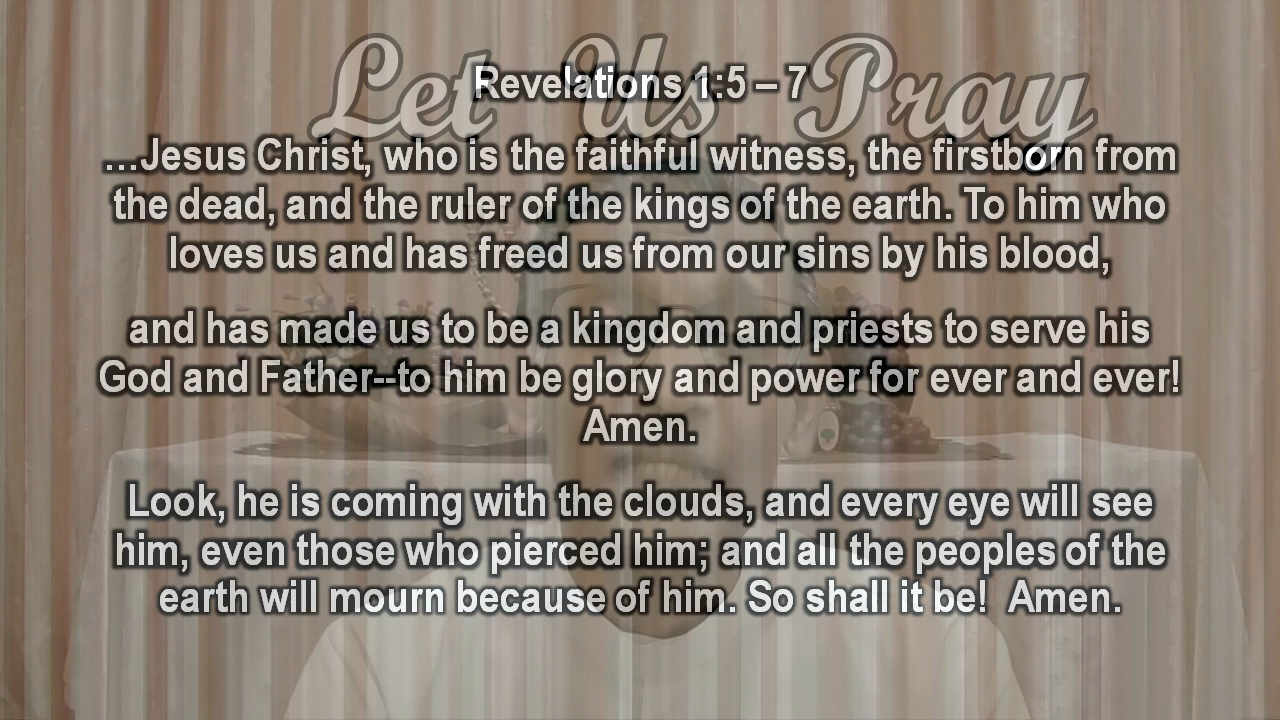 Let Us Pray
Revelations 1:5 – 7
…Jesus Christ, who is the faithful witness, the firstborn from
the dead, and the ruler of the kings of the earth. To him who
loves us and has freed us from our sins by his blood,
and has made us to be a kingdom and priests to serve his
God and Father--to him be glory and power for ever and ever!
Amen.
Look, he is coming with the clouds, and every eye will see
him, even those who pierced him; and all the peoples of the
earth will mourn because of him. So shall it be!  Amen.